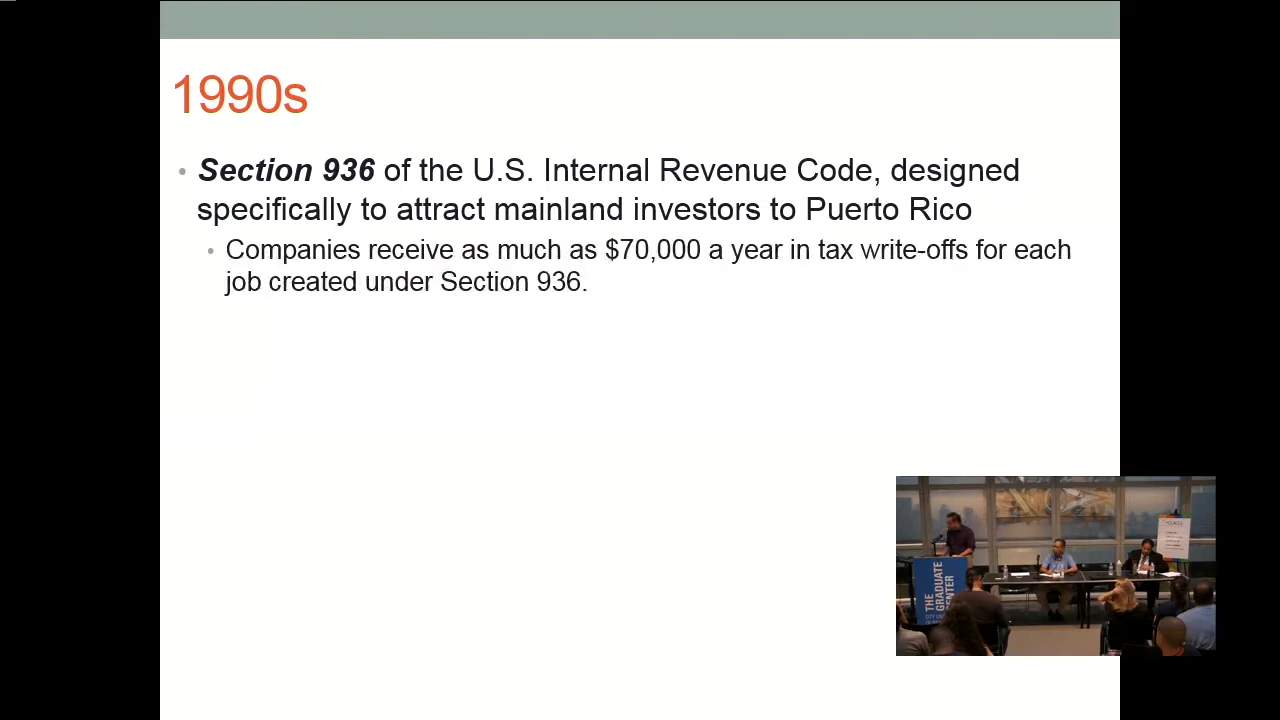 1990s
• Section 936 of the U.S. Internal Revenue Code, designed
specifically to attract mainland investors to Puerto Rico
• Companies receive as much as $70,000 a year in tax write-offs for each
job created under Section 936.
THE
GRADUATE
CENTER